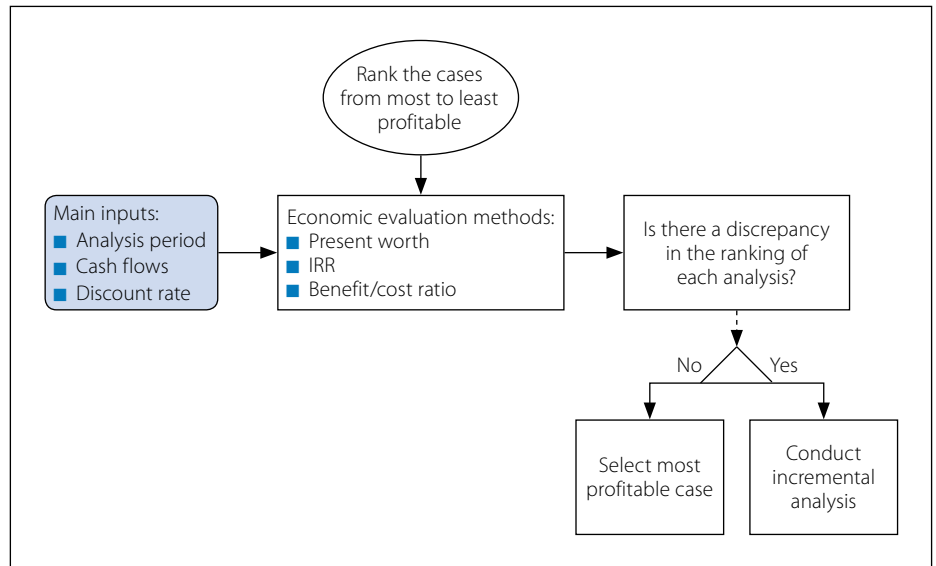 Rank the cases
from most to least
profitable
Main inputs:
Analysis period
Cash flows
Discount rate
Economic evaluation methods:
Present worth
IRR
Benefit/cost ratio
Is there a discrepancy
in the ranking of
each analysis?
No
Yes
Select most
profitable case
Conduct
incremental
analysis